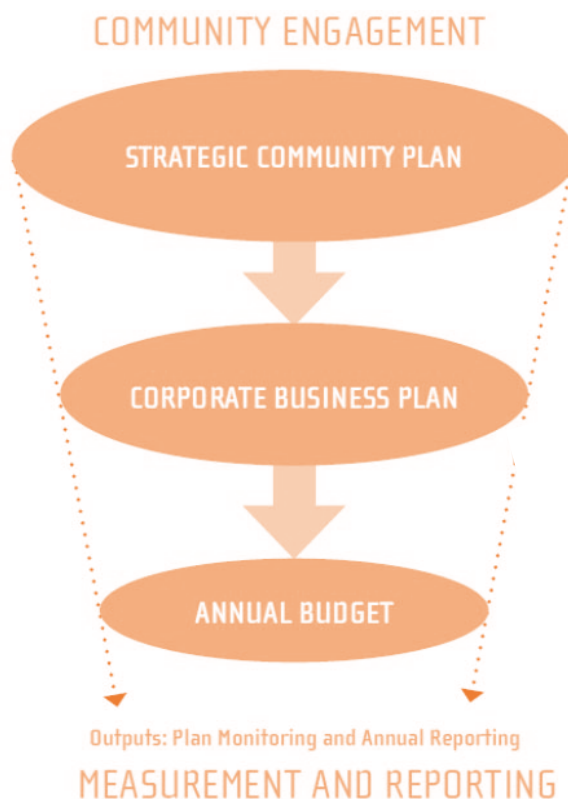 COMMUNITY ENGAGEMENT
STRATEGIC COMMUNITY PLAN
CORPORATE BUSINESS PLAN
ANNUAL BUDGET
Outputs: Plan Monitoring and Annual Reporting
MEASUREMENT AND REPORTING